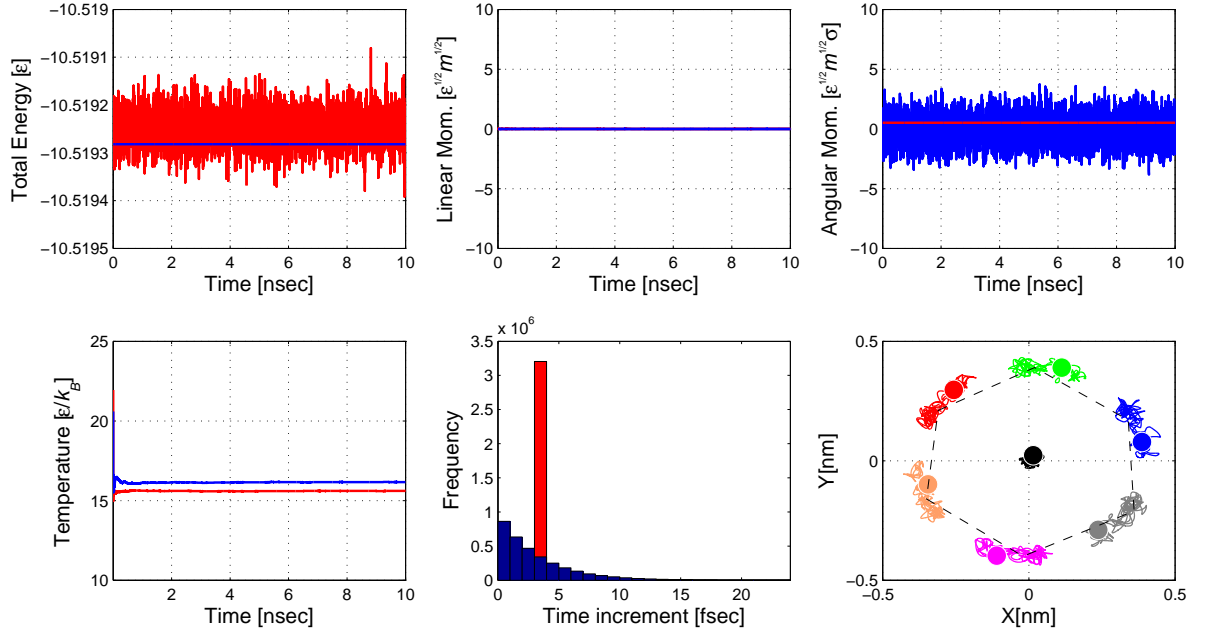 −10.519
−10.5191
−10.5192
−10.5193
−10.5194
−10.5195
0 2 4 6 8 10
Time [nsec]
Total Energy [ε]
10
5
0
−5
−10
0 2 4 6 8 10
Time [nsec]
Linear Mom. [ε^1/2 m^1/2]
10
5
0
−5
−10
0 2 4 6 8 10
Time [nsec]
Angular Mom. [ε^1/2 m^1/2 σ]
25
20
15
10
0 2 4 6 8 10
Time [nsec]
Temperature [ε/k_B]
x 10^6
3.5
3
2.5
2
1.5
1
0.5
0
0 5 10 15 20
Time increment [fsec]
Frequency
0.5
0
−0.5
−0.5 0 0.5
X[nm]
Y[nm]